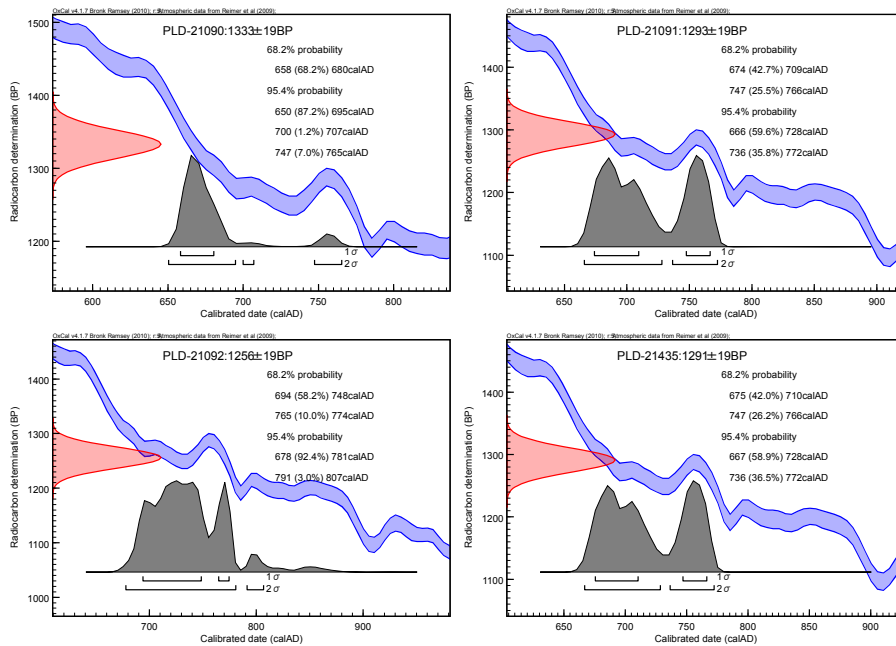 OxCal v4.1.7 Bronk Ramsey (2010); r:5 Atmospheric data from Reimer et al (2009);
PLD-21090:1333±19BP
68.2% probability
658 (68.2%) 680calAD
95.4% probability
650 (87.2%) 695calAD
700 (1.2%) 707calAD
747 (7.0%) 765calAD
Radiocarbon determination (BP)
1500
1400
1300
1200
1σ
2σ
600
650
700
750
800
Calibrated date (calAD)
OxCal v4.1.7 Bronk Ramsey (2010); r:5 Atmospheric data from Reimer et al (2009);
PLD-21091:1293±19BP
68.2% probability
674 (42.7%) 709calAD
747 (25.5%) 766calAD
95.4% probability
666 (59.6%) 728calAD
736 (35.8%) 772calAD
Radiocarbon determination (BP)
1400
1300
1200
1100
1σ
2σ
650
700
750
800
850
900
Calibrated date (calAD)
OxCal v4.1.7 Bronk Ramsey (2010); r:5 Atmospheric data from Reimer et al (2009);
PLD-21092:1256±19BP
68.2% probability
694 (58.2%) 748calAD
765 (10.0%) 774calAD
95.4% probability
678 (92.4%) 781calAD
791 (3.0%) 807calAD
Radiocarbon determination (BP)
1400
1300
1200
1100
1000
1σ
2σ
700
800
900
Calibrated date (calAD)
OxCal v4.1.7 Bronk Ramsey (2010); r:5 Atmospheric data from Reimer et al (2009);
PLD-21435:1291±19BP
68.2% probability
675 (42.0%) 710calAD
747 (26.2%) 766calAD
95.4% probability
667 (58.9%) 728calAD
736 (36.5%) 772calAD
Radiocarbon determination (BP)
1400
1300
1200
1100
1σ
2σ
650
700
750
800
850
900
Calibrated date (calAD)